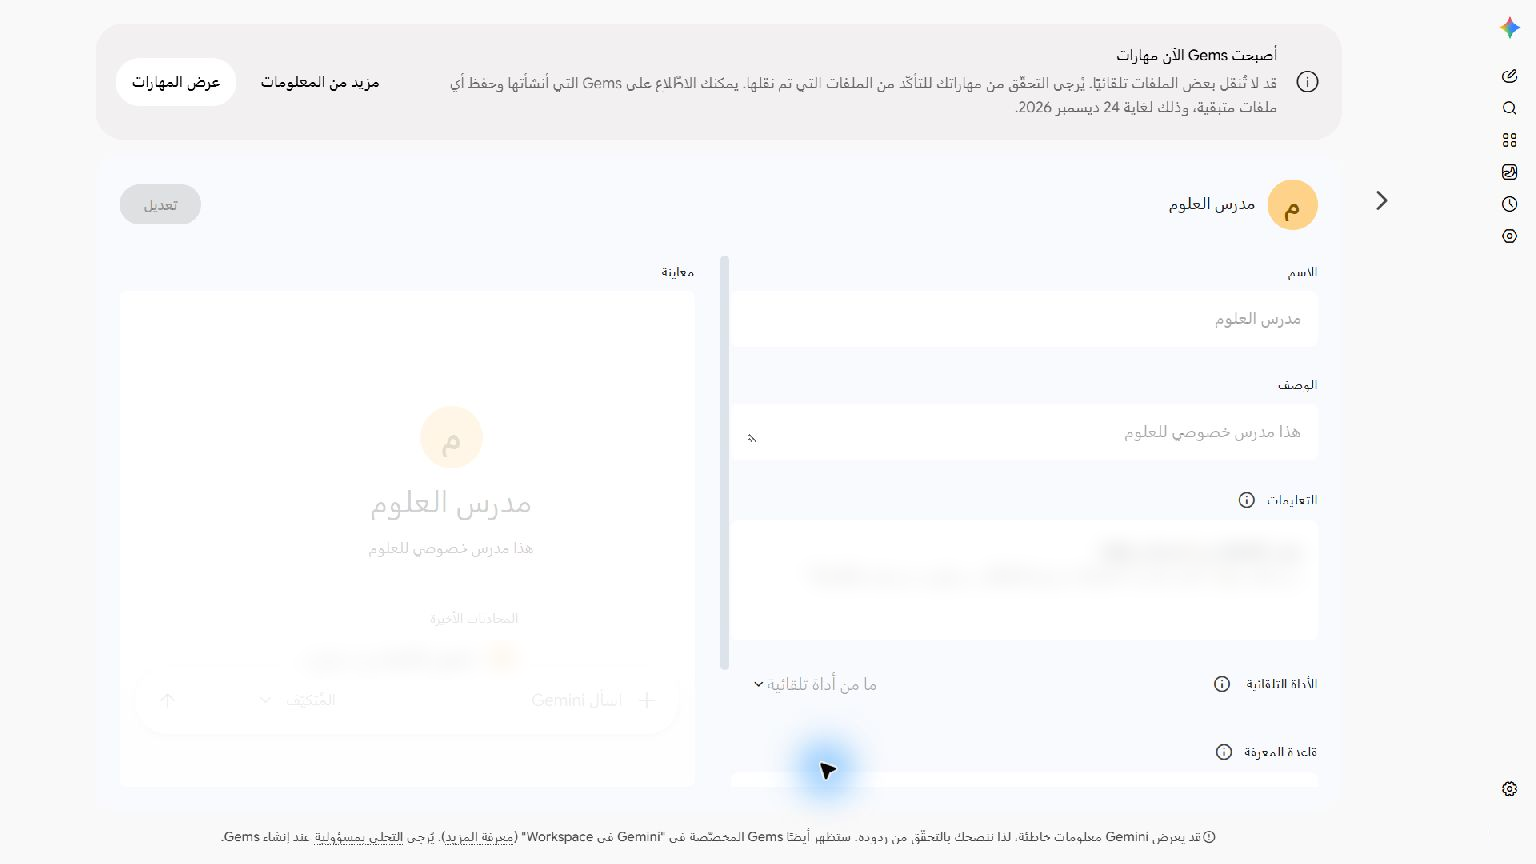 أصبحت Gems الآن مهارات
قد لا تُنقل بعض الملفات تلقائيًا. يُرجى التحقّق من مهاراتك للتأكّد من الملفات التي تم نقلها. يمكنك الاطّلاع على Gems التي أنشأتها وحفظ أي
ملفات متبقية، وذلك لغاية 24 ديسمبر 2026.
مزيد من المعلومات
عرض المهارات
م
مدرس العلوم
تعديل
الاسم
مدرس العلوم
الوصف
هذا مدرس خصوصي للعلوم
التعليمات
الأداة التلقائية
ما من أداة تلقائية
قاعدة المعرفة
معاينة
م
مدرس العلوم
هذا مدرس خصوصي للعلوم
المحادثات الأخيرة
اسأل Gemini
المُتكيّف
قد يعرض Gemini معلومات خاطئة، لذا ننصحك بالتحقّق من ردوده. ستظهر أيضًا Gems المخصّصة في "Gemini في Workspace" (معرفة المزيد). يُرجى التحلي بمسؤولية عند إنشاء Gems.